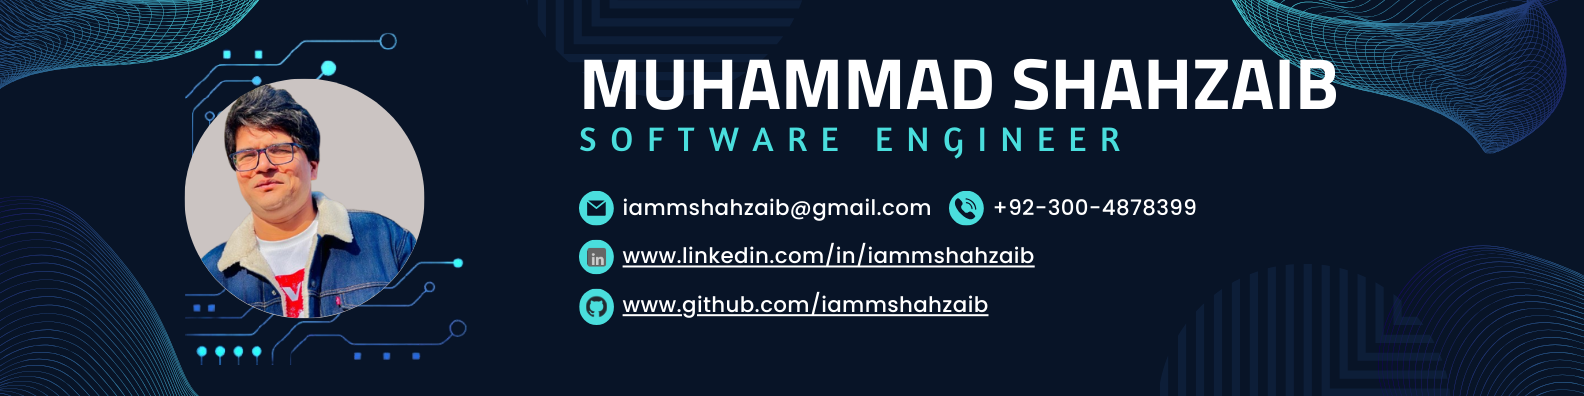 MUHAMMAD SHAHZAIB
SOFTWARE ENGINEER
iammshahzaib@gmail.com +92-300-4878399
in www.linkedin.com/in/iammshahzaib
www.github.com/iammshahzaib